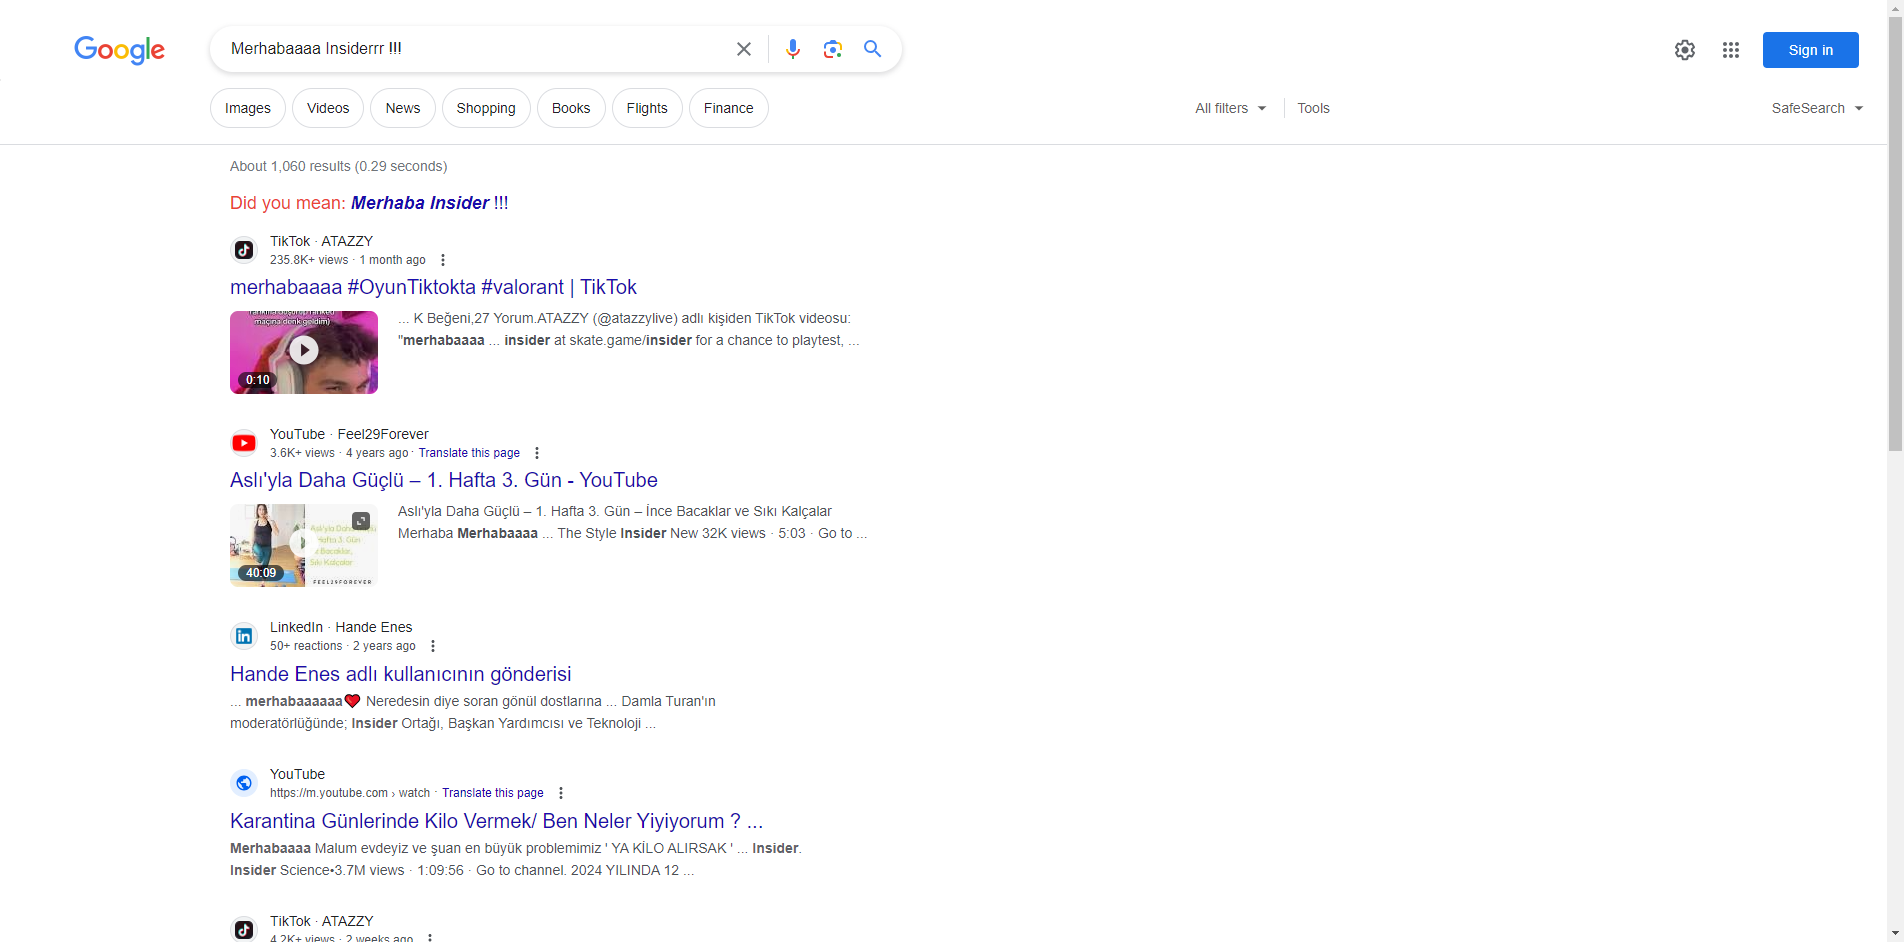 Google
Merhabaaaa Insiderrr !!!
Sign in
Images
Videos
News
Shopping
Books
Flights
Finance
All filters
Tools
SafeSearch
About 1,060 results (0.29 seconds)
Did you mean: Merhaba Insider !!!
TikTok · ATAZZY
235.8K+ views · 1 month ago
merhabaaaa #OyunTiktokta #valorant | TikTok
maçına denk geldim)
0:10
... K Beğeni,27 Yorum.ATAZZY (@atazzylive) adlı kişiden TikTok videosu:
"merhabaaaa ... insider at skate.game/insider for a chance to playtest, ...
YouTube · Feel29Forever
3.6K+ views · 4 years ago · Translate this page
Aslı'yla Daha Güçlü – 1. Hafta 3. Gün - YouTube
Aslı'yla Daha
Hafta 3. Gün
Bacaklar,
Sıkı Kalçalar
40:09
FEEL29FOREVER
Aslı'yla Daha Güçlü – 1. Hafta 3. Gün – İnce Bacaklar ve Sıkı Kalçalar
Merhaba Merhabaaaa ... The Style Insider New 32K views · 5:03 · Go to ...
LinkedIn · Hande Enes
50+ reactions · 2 years ago
Hande Enes adlı kullanıcının gönderisi
... merhabaaaaaa❤️ Neredesin diye soran gönül dostlarına ... Damla Turan'ın
moderatörlüğünde; Insider Ortağı, Başkan Yardımcısı ve Teknoloji ...
YouTube
https://m.youtube.com › watch · Translate this page
Karantina Günlerinde Kilo Vermek/ Ben Neler Yiyiyorum ? ...
Merhabaaaa Malum evdeyiz ve şuan en büyük problemimiz ' YA KİLO ALIRSAK ' ... Insider.
Insider Science•3.7M views · 1:09:56 · Go to channel. 2024 YILINDA 12 ...
TikTok · ATAZZY
4.2K+ views · 2 weeks ago